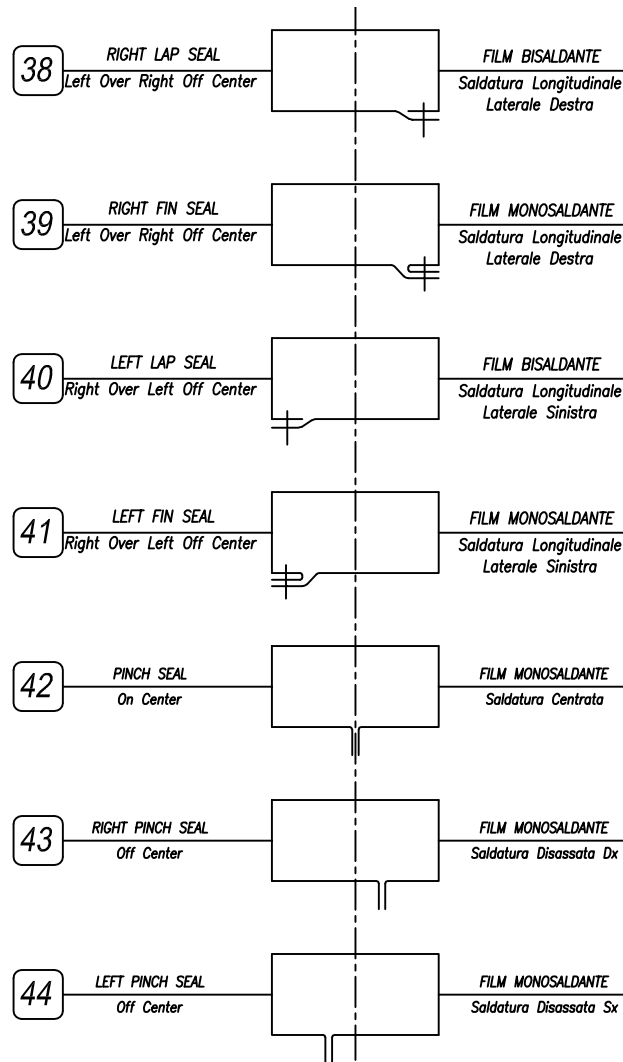 38
RIGHT LAP SEAL
Left Over Right Off Center
FILM BISALDANTE
Saldatura Longitudinale
Laterale Destra
39
RIGHT FIN SEAL
Left Over Right Off Center
FILM MONOSALDANTE
Saldatura Longitudinale
Laterale Destra
40
LEFT LAP SEAL
Right Over Left Off Center
FILM BISALDANTE
Saldatura Longitudinale
Laterale Sinistra
41
LEFT FIN SEAL
Right Over Left Off Center
FILM MONOSALDANTE
Saldatura Longitudinale
Laterale Sinistra
42
PINCH SEAL
On Center
FILM MONOSALDANTE
Saldatura Centrata
43
RIGHT PINCH SEAL
Off Center
FILM MONOSALDANTE
Saldatura Disassata Dx
44
LEFT PINCH SEAL
Off Center
FILM MONOSALDANTE
Saldatura Disassata Sx